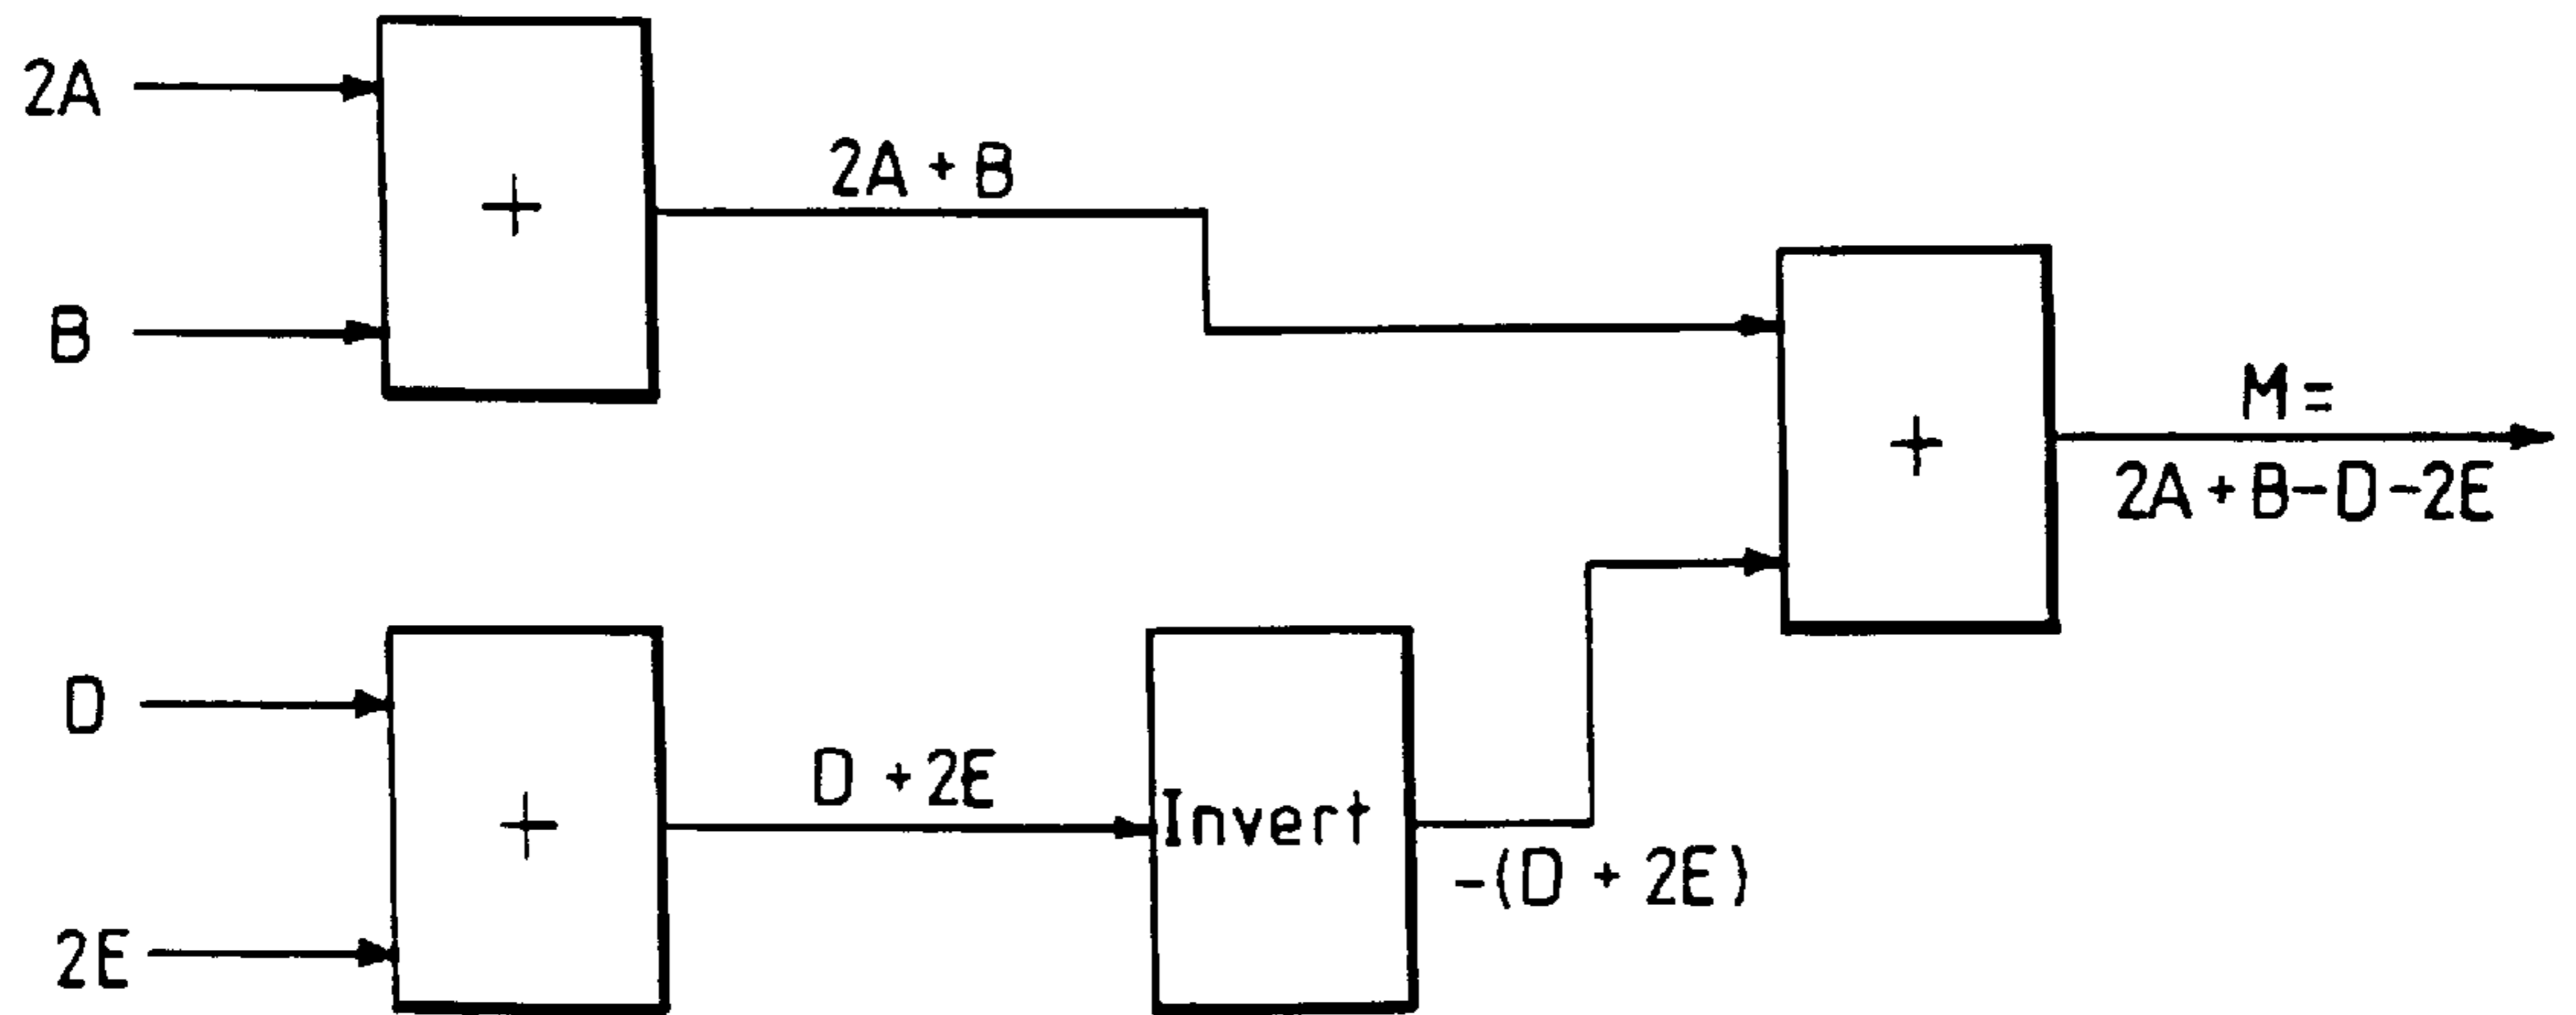 2A
+
2A + B
B
+
M =
2A + B - D - 2E
D
+
D + 2E
Invert
-(D + 2E)
2E